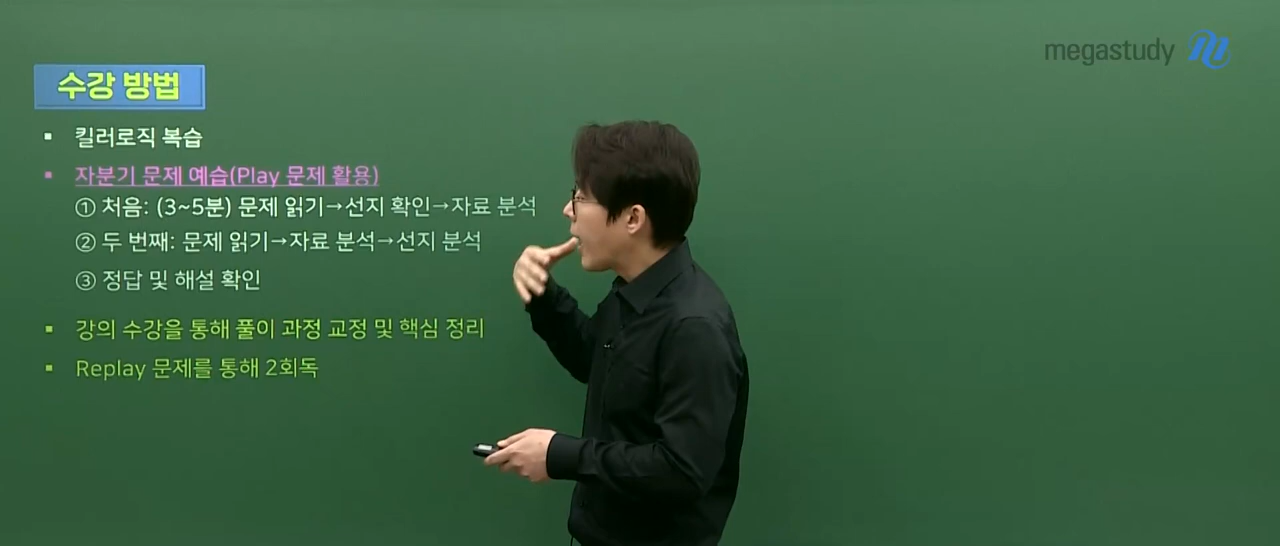 megastudy
수강 방법
▪ 킬러로직 복습
▪ 자분기 문제 예습(Play 문제 활용)
① 처음: (3~5분) 문제 읽기→선지 확인→자료 분석
② 두 번째: 문제 읽기→자료 분석→선지 분석
③ 정답 및 해설 확인
▪ 강의 수강을 통해 풀이 과정 교정 및 핵심 정리
▪ Replay 문제를 통해 2회독